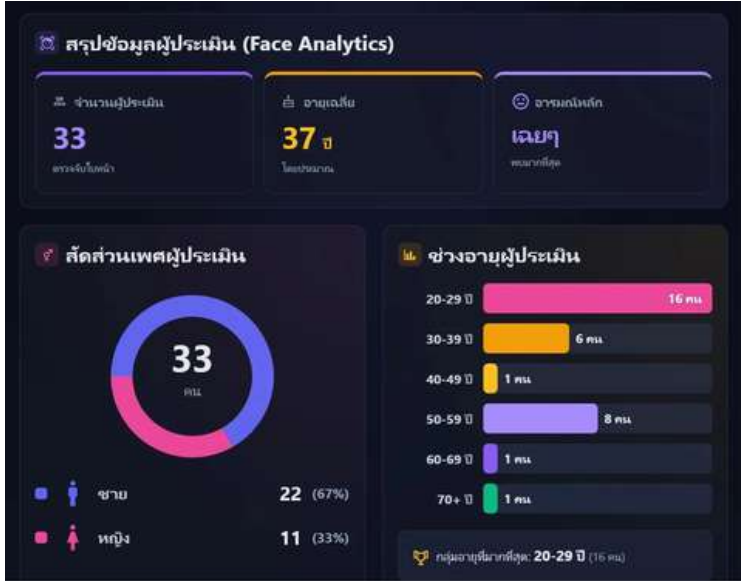 สรุปข้อมูลผู้ประเมิน (Face Analytics)
จำนวนผู้ประเมิน
33
ตรวจจับใบหน้า
อายุเฉลี่ย
37 ปี
โดยประมาณ
อารมณ์หลัก
เฉยๆ
พบมากที่สุด
สัดส่วนเพศผู้ประเมิน
33
คน
ชาย 22 (67%)
หญิง 11 (33%)
ช่วงอายุผู้ประเมิน
20-29 ปี 16 คน
30-39 ปี 6 คน
40-49 ปี 1 คน
50-59 ปี 8 คน
60-69 ปี 1 คน
70+ ปี 1 คน
กลุ่มอายุที่มากที่สุด: 20-29 ปี (16 คน)